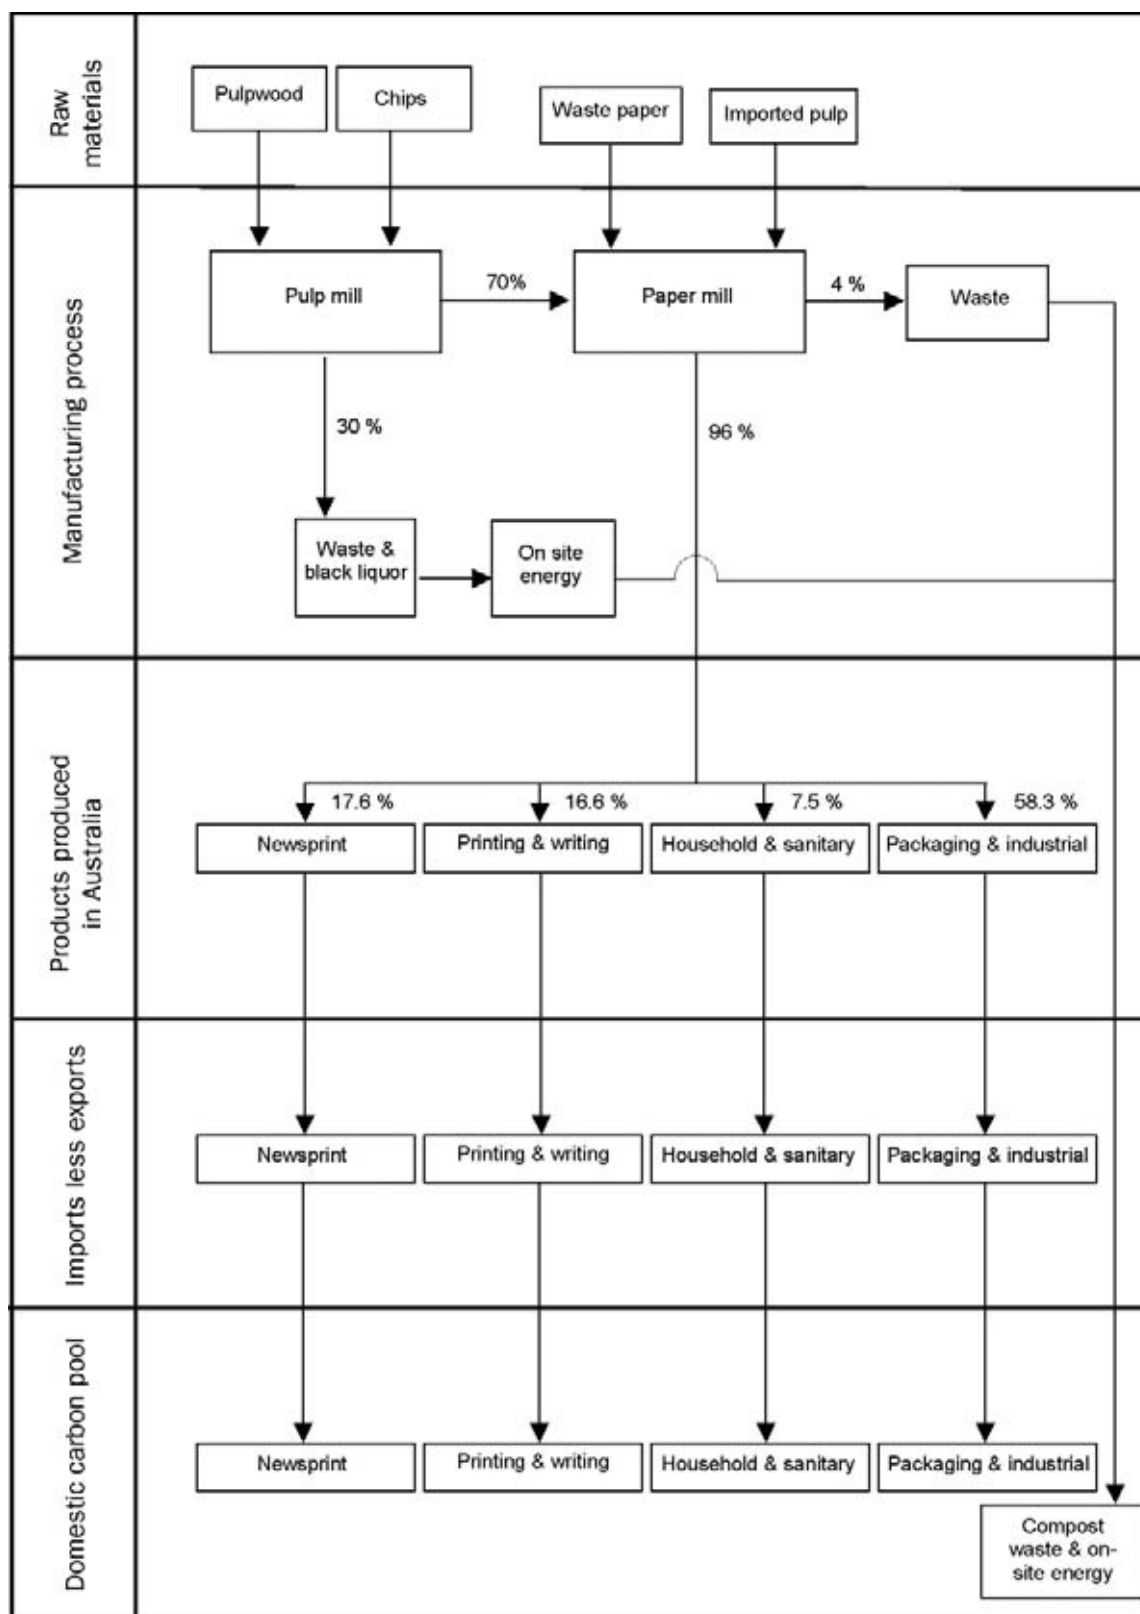 Raw
materials
Pulpwood
Chips
Waste paper
Imported pulp
Manufacturing process
Pulp mill
70%
Paper mill
4 %
Waste
30 %
96 %
Waste &
black liquor
On site
energy
Products produced
in Australia
17.6 %
16.6 %
7.5 %
58.3 %
Newsprint
Printing & writing
Household & sanitary
Packaging & industrial
Imports less exports
Newsprint
Printing & writing
Household & sanitary
Packaging & industrial
Domestic carbon pool
Newsprint
Printing & writing
Household & sanitary
Packaging & industrial
Compost
waste & on-
site energy